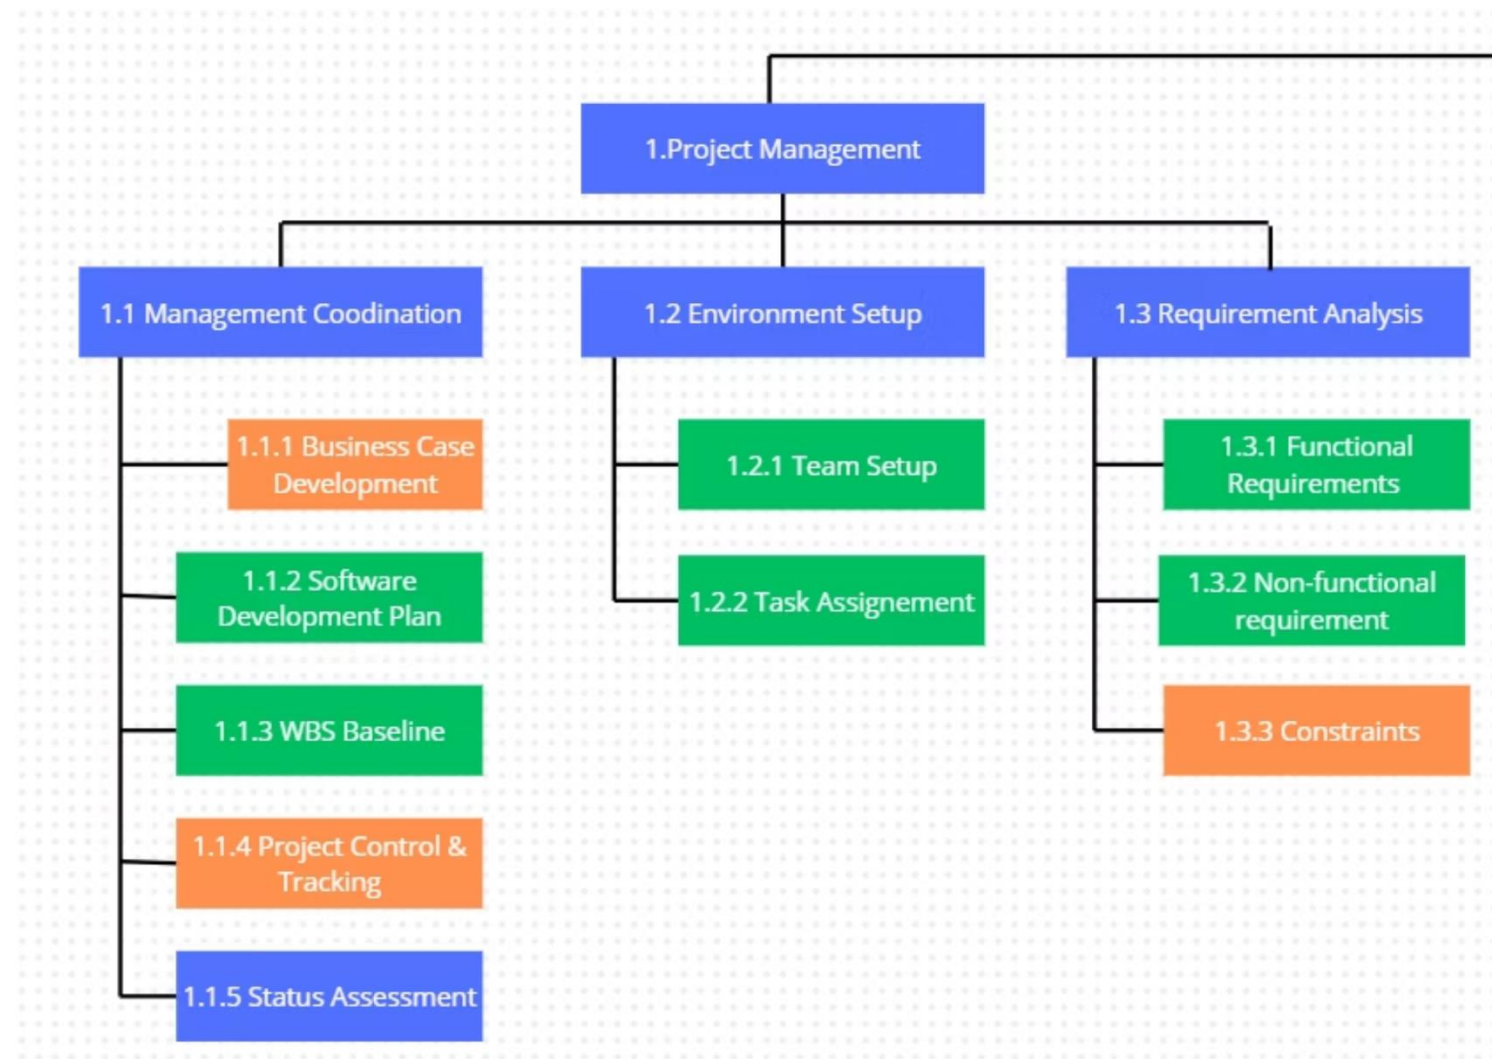 1.Project Management
1.1 Management Coodination
1.2 Environment Setup
1.3 Requirement Analysis
1.1.1 Business Case
Development
1.1.2 Software
Development Plan
1.1.3 WBS Baseline
1.1.4 Project Control &
Tracking
1.1.5 Status Assessment
1.2.1 Team Setup
1.2.2 Task Assignement
1.3.1 Functional
Requirements
1.3.2 Non-functional
requirement
1.3.3 Constraints